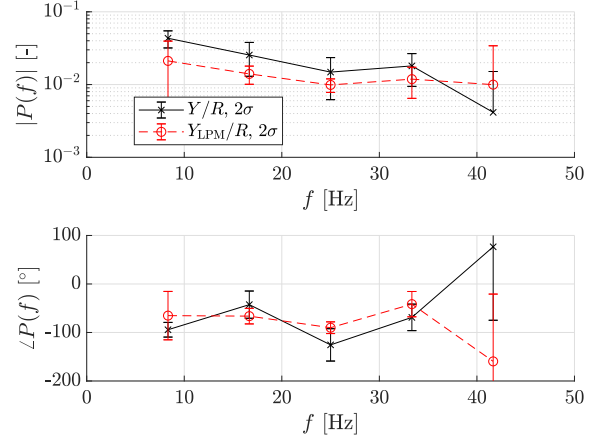 10⁻¹
10⁻²
10⁻³
|P(f)| [-]
Y/R, 2σ
Y_LPM/R, 2σ
0 10 20 30 40 50
f [Hz]
100
0
-100
-200
∠P(f) [°]
0 10 20 30 40 50
f [Hz]